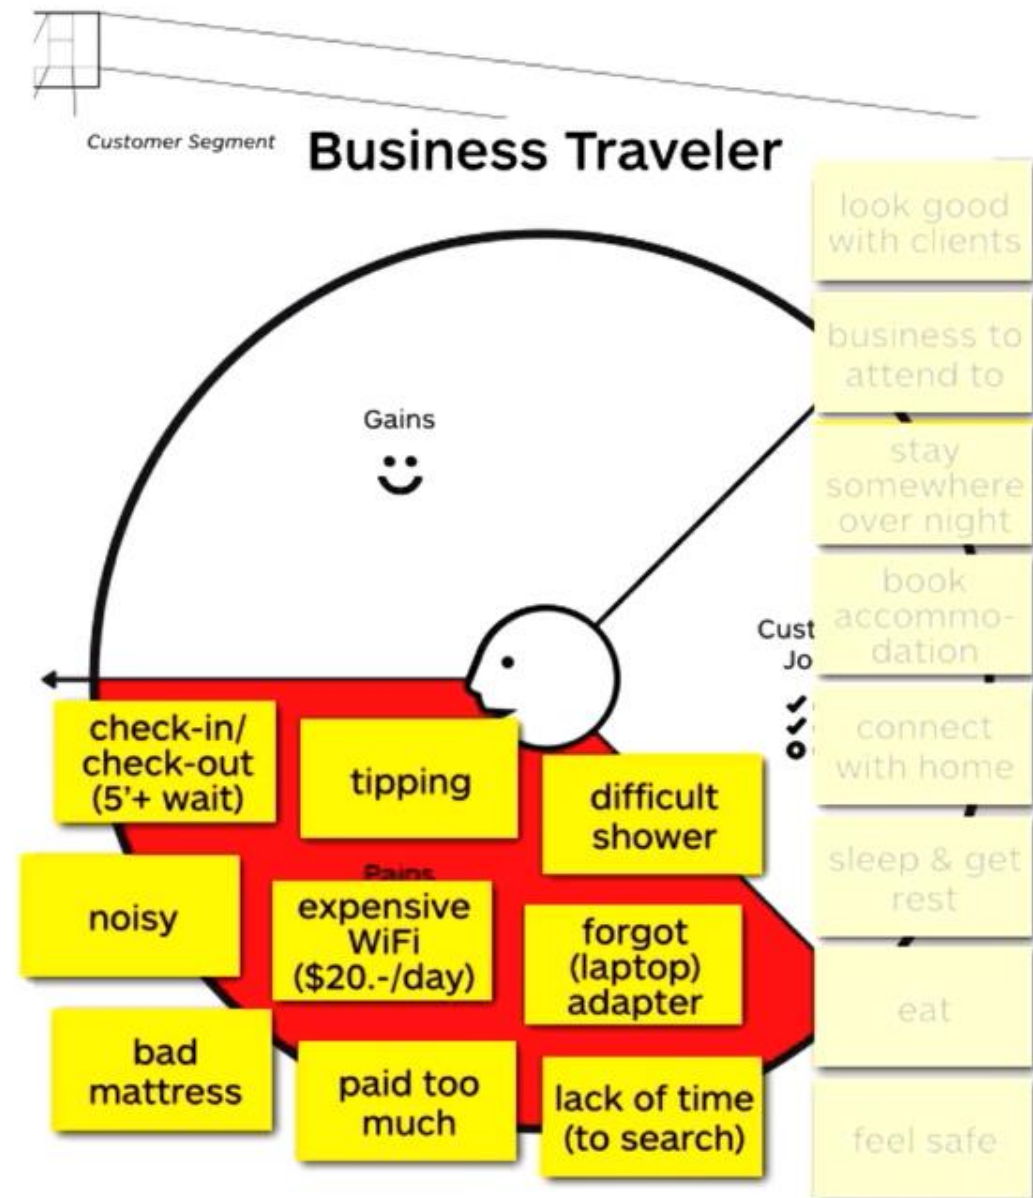 Customer Segment
Business Traveler
look good
with clients
business to
attend to
stay
somewhere
over night
book
accommo-
dation
connect
with home
sleep & get
rest
eat
feel safe
Gains
Cust
Jo
check-in/
check-out
(5'+ wait)
tipping
difficult
shower
Pains
noisy
expensive
WiFi
($20.-/day)
forgot
(laptop)
adapter
bad
mattress
paid too
much
lack of time
(to search)